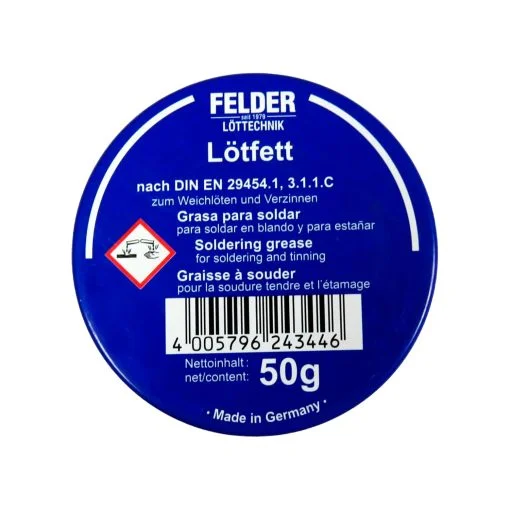 FELDER
seit 1979
LÖTTECHNIK
Lötfett
nach DIN EN 29454.1, 3.1.1.C
zum Weichlöten und Verzinnen
Grasa para soldar
para soldar en blando y para estañar
Soldering grease
for soldering and tinning
Graisse à souder
pour la soudure tendre et l'étamage
4 005796 243446
Nettoinhalt:
net/content: 50g
· Made in Germany ·